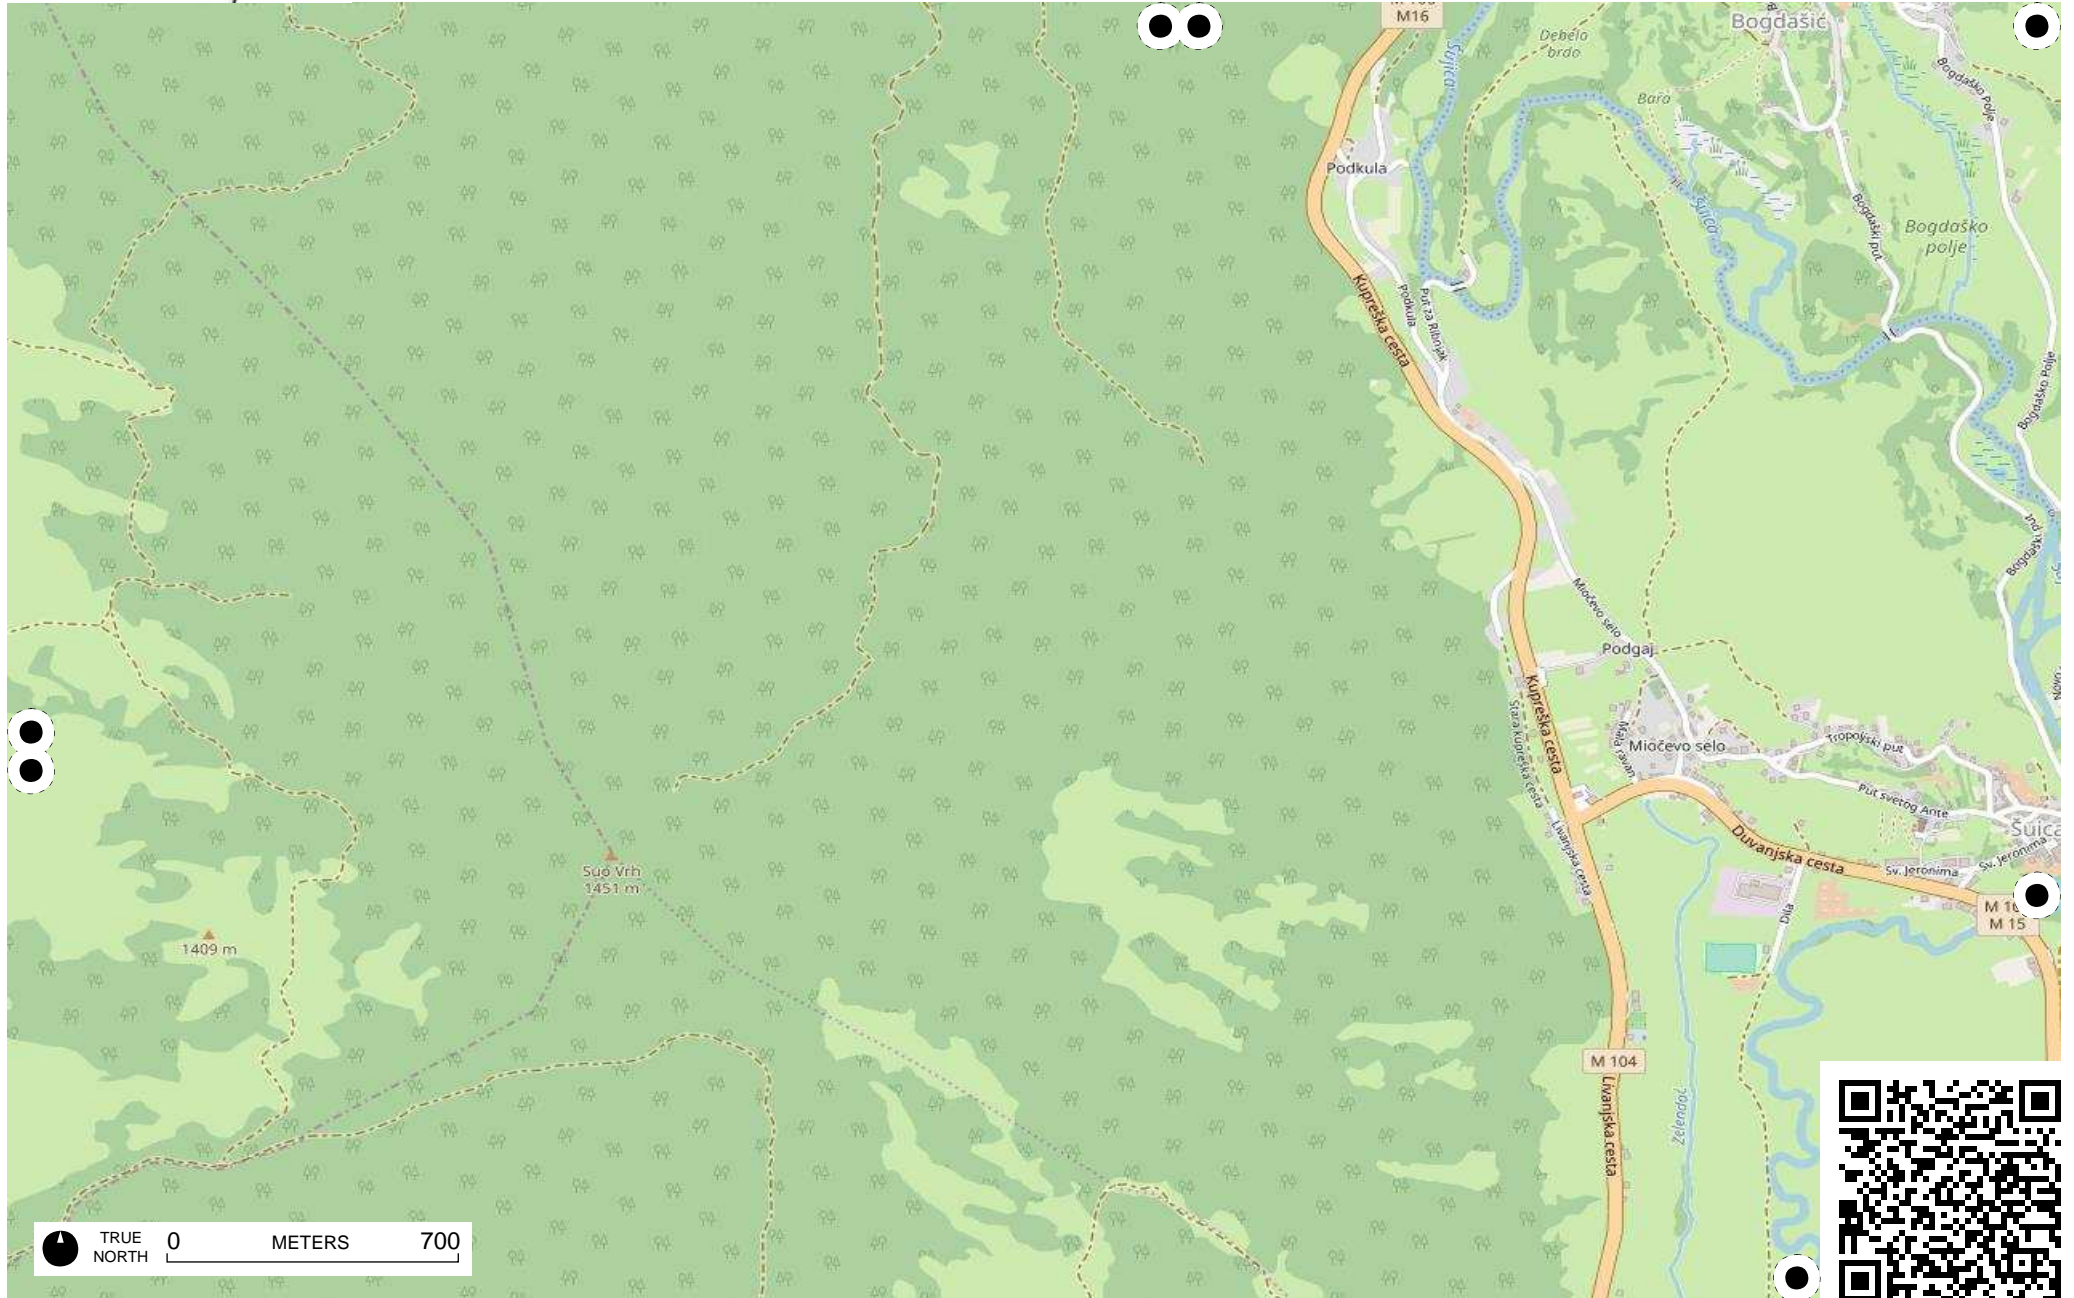 M16
Bogdašić
Debelo
brdo
Šujica
Bara
Bogdaško Polje
Podkula
Šujica
Bogdaški put
Bogdaško
polje
Kupreška cesta
Podkula
Put za Ribnjak
Bogdaško Polje
Bogdaški put
Miočevo selo
Podgaj
Kupreška cesta
Stara kupreška cesta
Mala ravan
Miočevo selo
Tropoljski put
Put svetog Ante
Livanjska cesta
Duvanjska cesta
Sv. Jeronima
Sv. Jeronima
Suo Vrh
1451 m
Dila
M 15
1409 m
M 104
Livanjska cesta
TRUE
NORTH
0
METERS
700